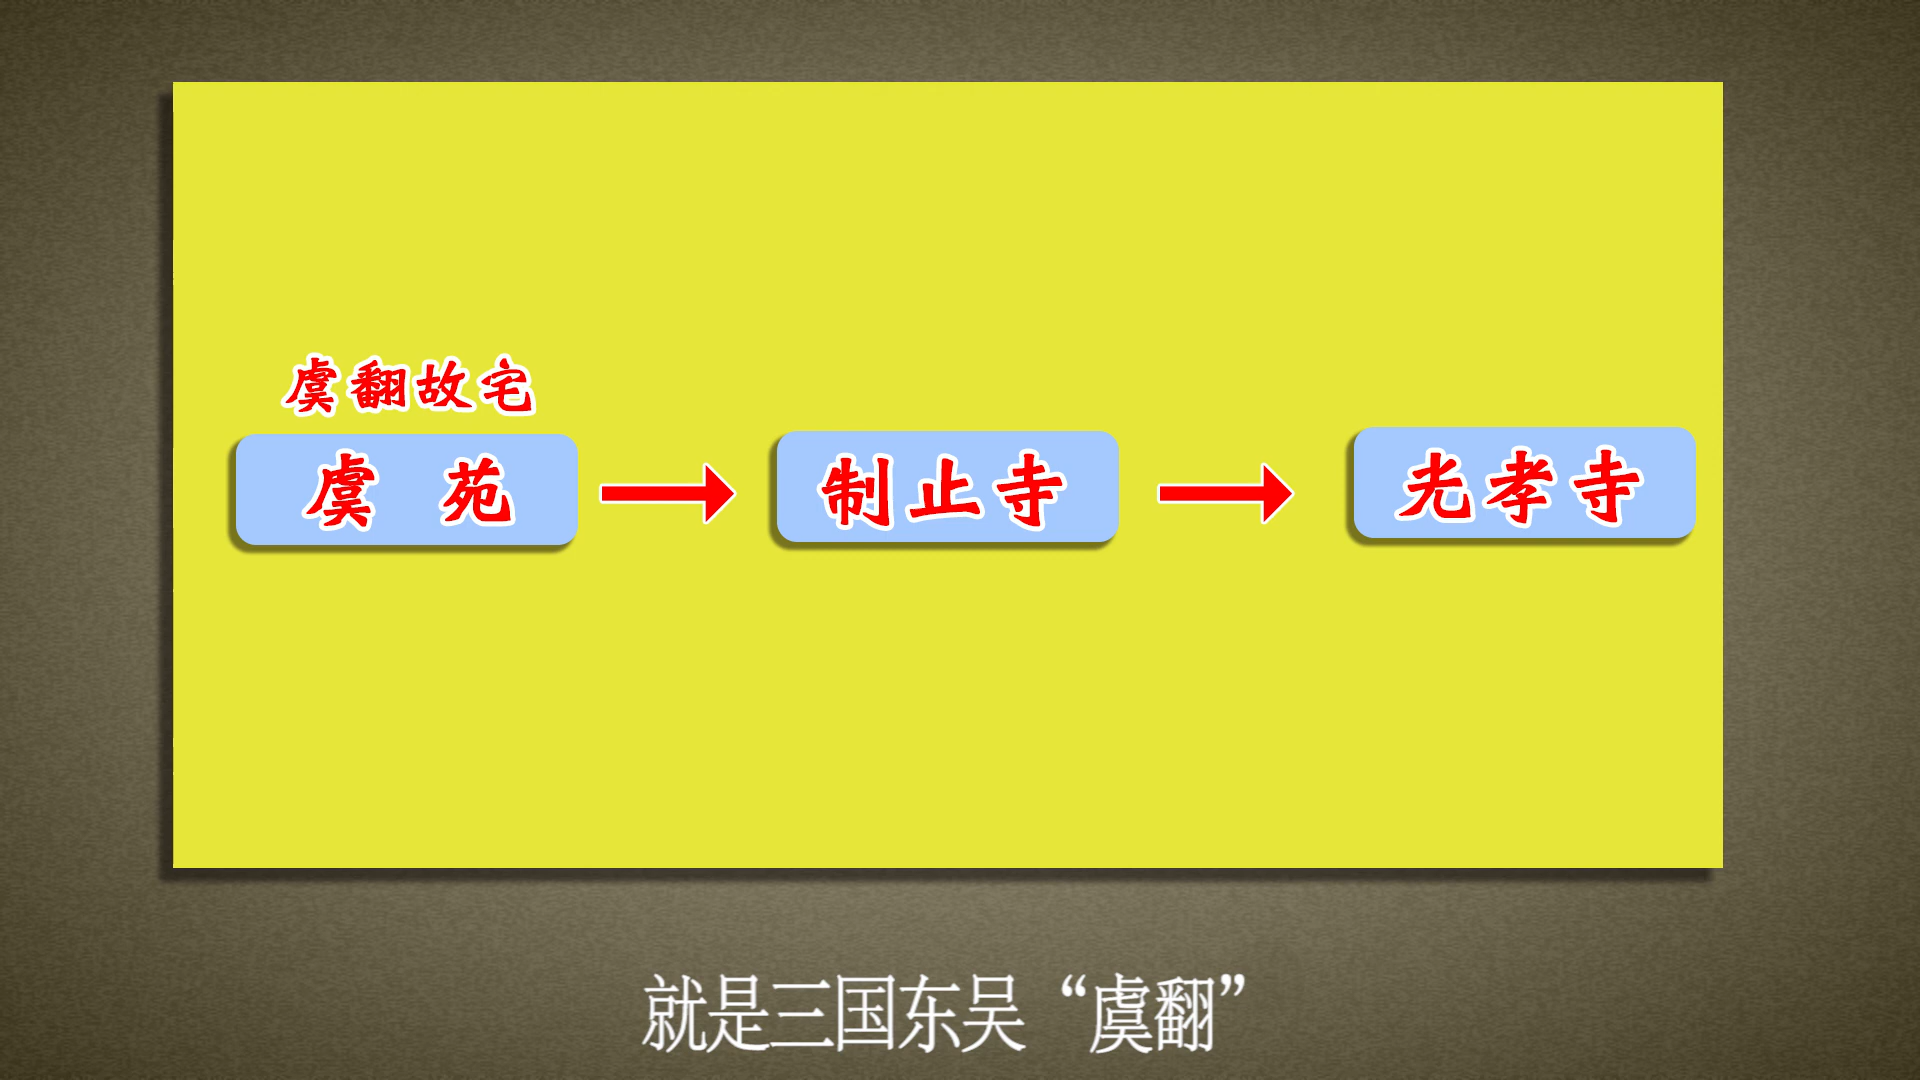 虞翻故宅
虞 苑
制止寺
光孝寺
就是三国东吴“虞翻”